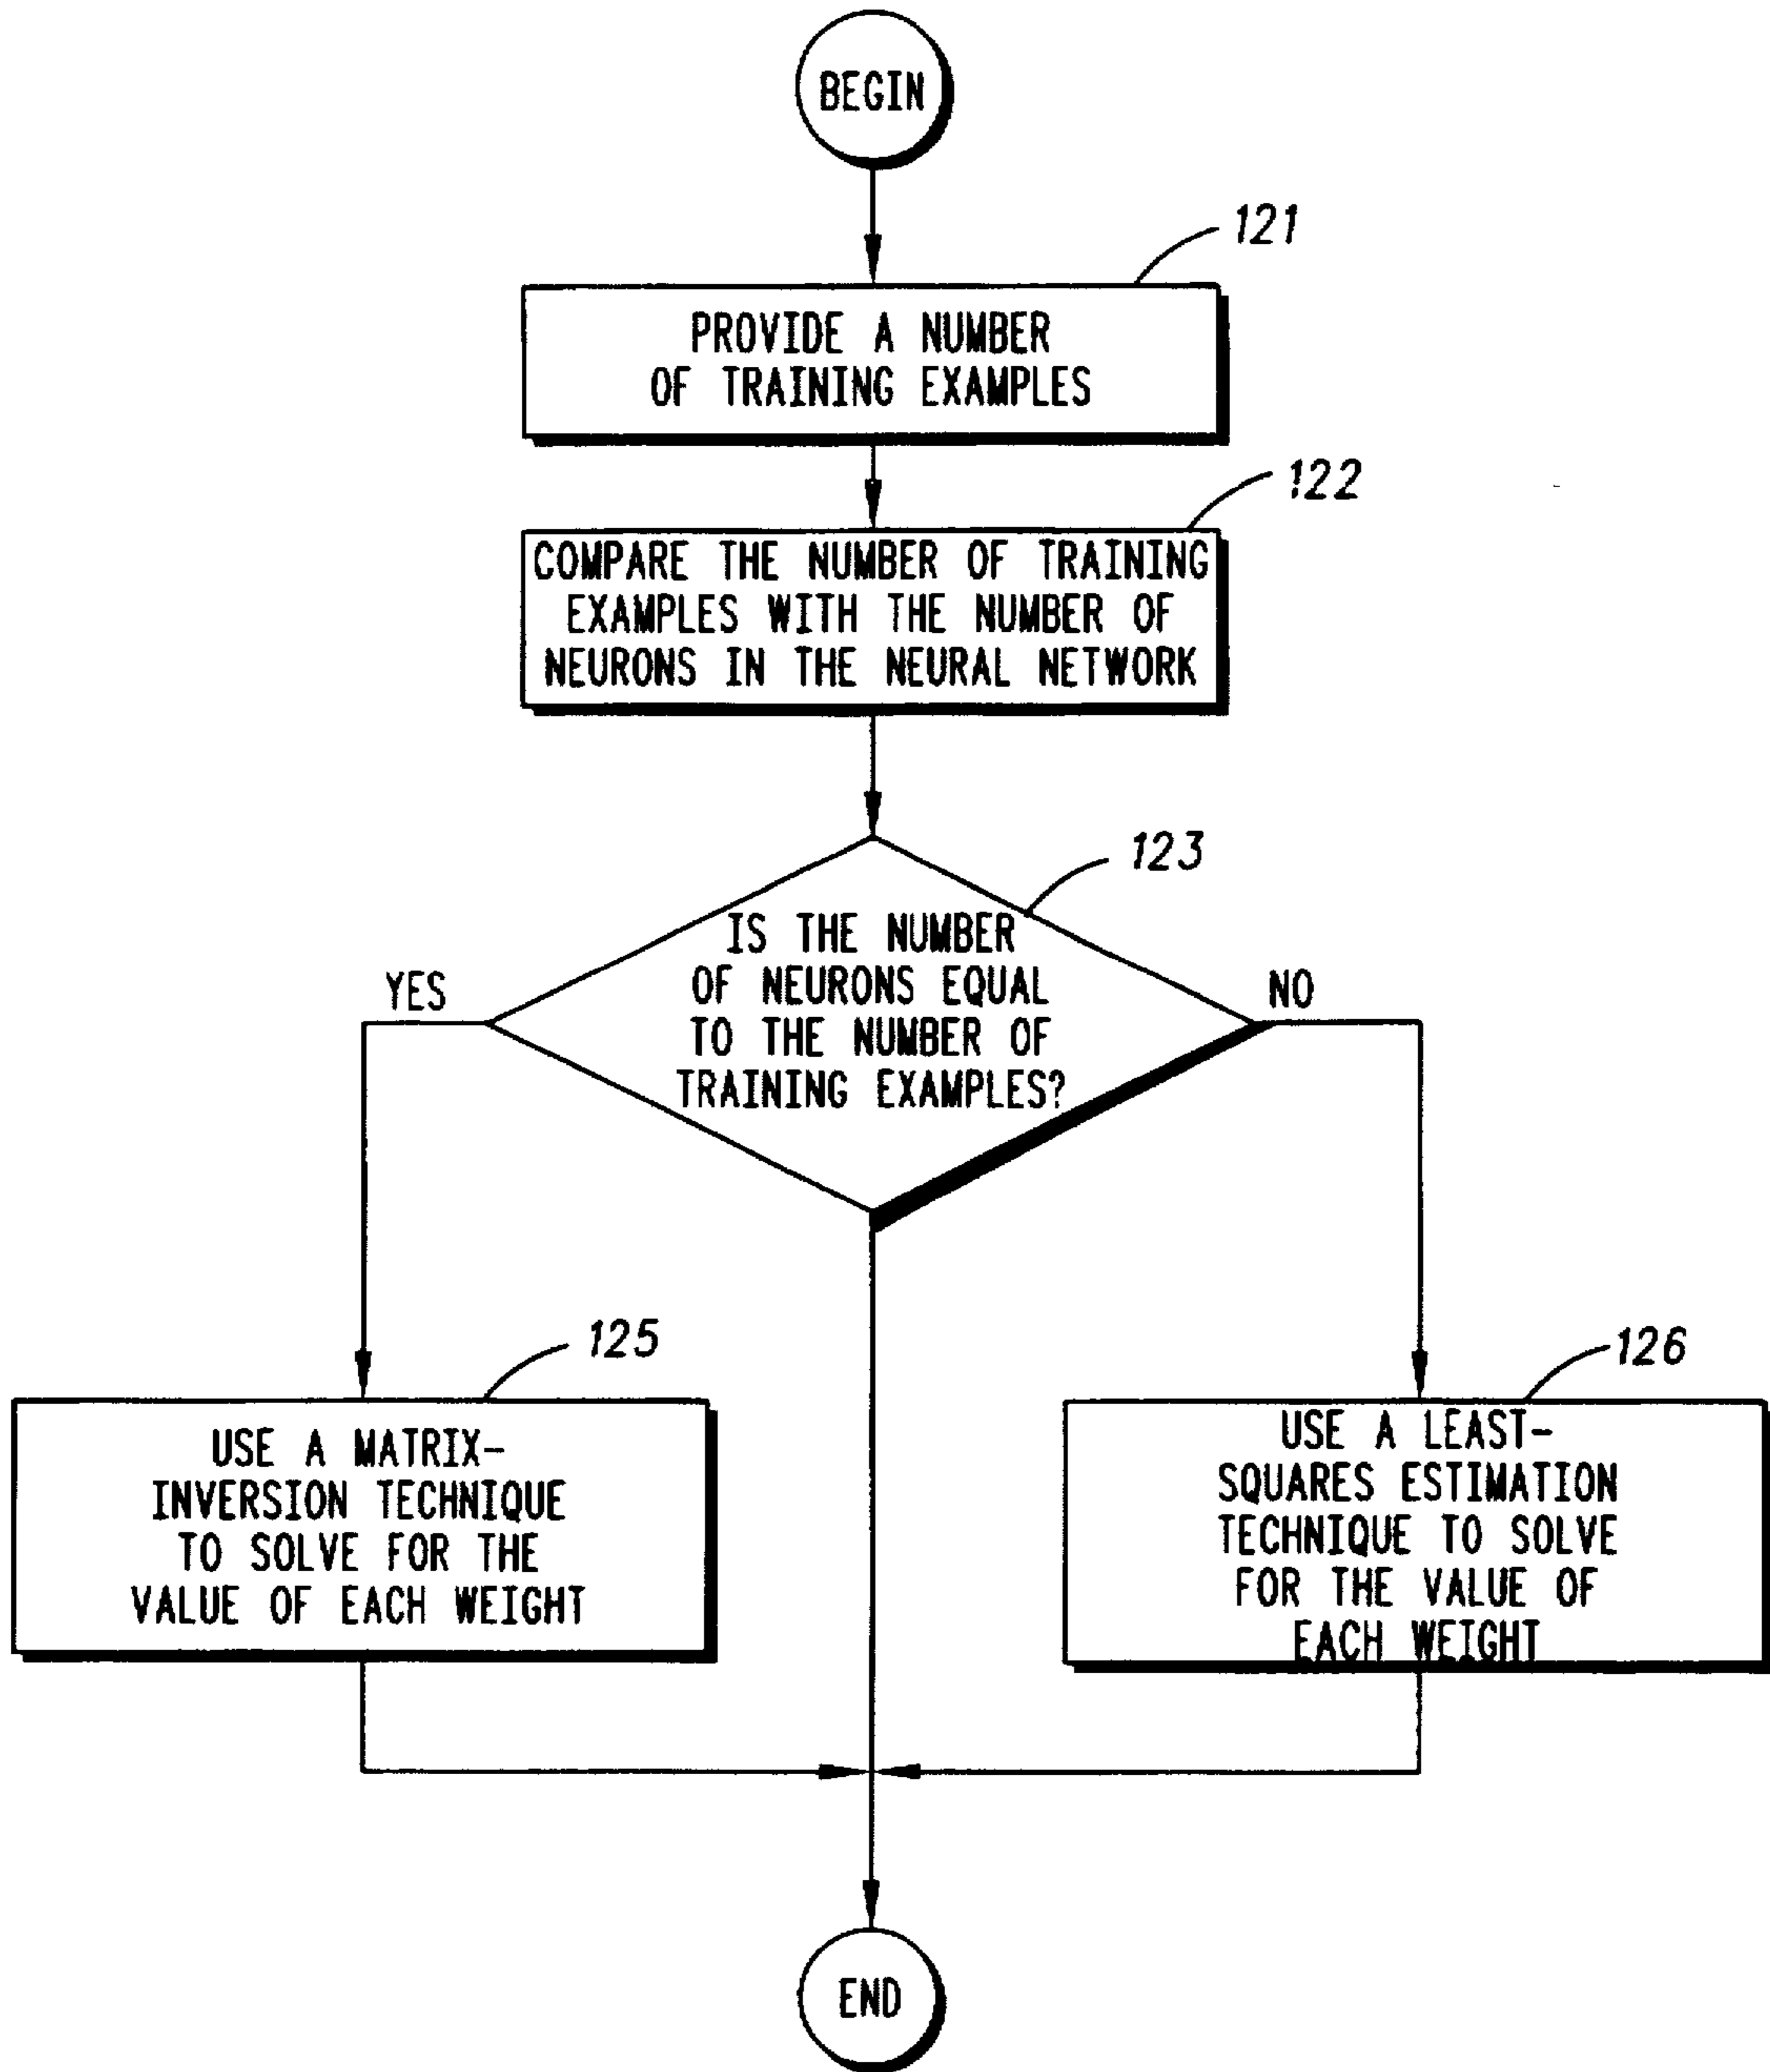 BEGIN
121
PROVIDE A NUMBER
OF TRAINING EXAMPLES
122
COMPARE THE NUMBER OF TRAINING
EXAMPLES WITH THE NUMBER OF
NEURONS IN THE NEURAL NETWORK
123
IS THE NUMBER
OF NEURONS EQUAL
TO THE NUMBER OF
TRAINING EXAMPLES?
YES
NO
125
USE A MATRIX-
INVERSION TECHNIQUE
TO SOLVE FOR THE
VALUE OF EACH WEIGHT
126
USE A LEAST-
SQUARES ESTIMATION
TECHNIQUE TO SOLVE
FOR THE VALUE OF
EACH WEIGHT
END